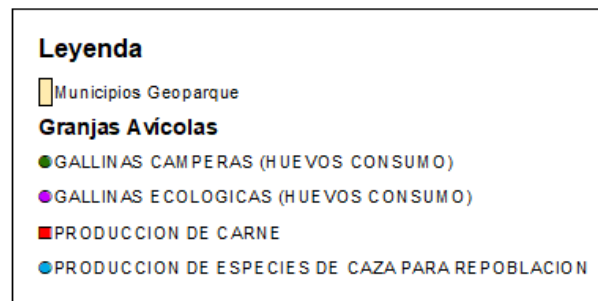 Leyenda
Municipios Geoparque
Granjas Avícolas
GALLINAS CAMPERAS (HUEVOS CONSUMO)
GALLINAS ECOLOGICAS (HUEVOS CONSUMO)
PRODUCCION DE CARNE
PRODUCCION DE ESPECIES DE CAZA PARA REPOBLACION